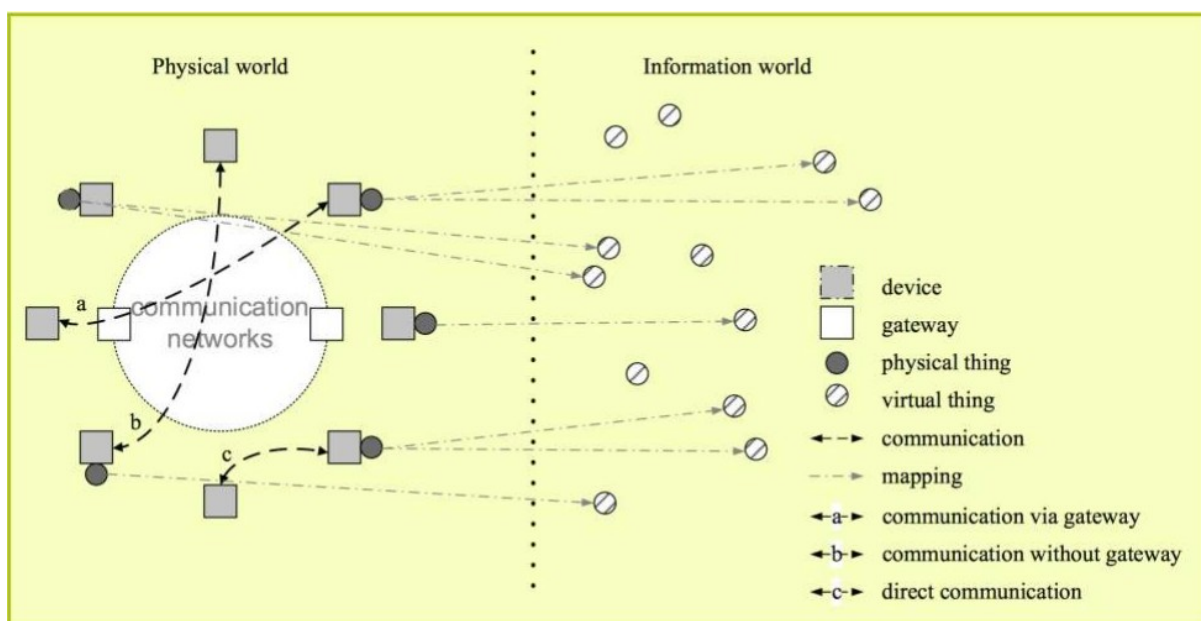 Physical world
Information world
a
communication
networks
b
c
device
gateway
physical thing
virtual thing
communication
mapping
a communication via gateway
b communication without gateway
c direct communication